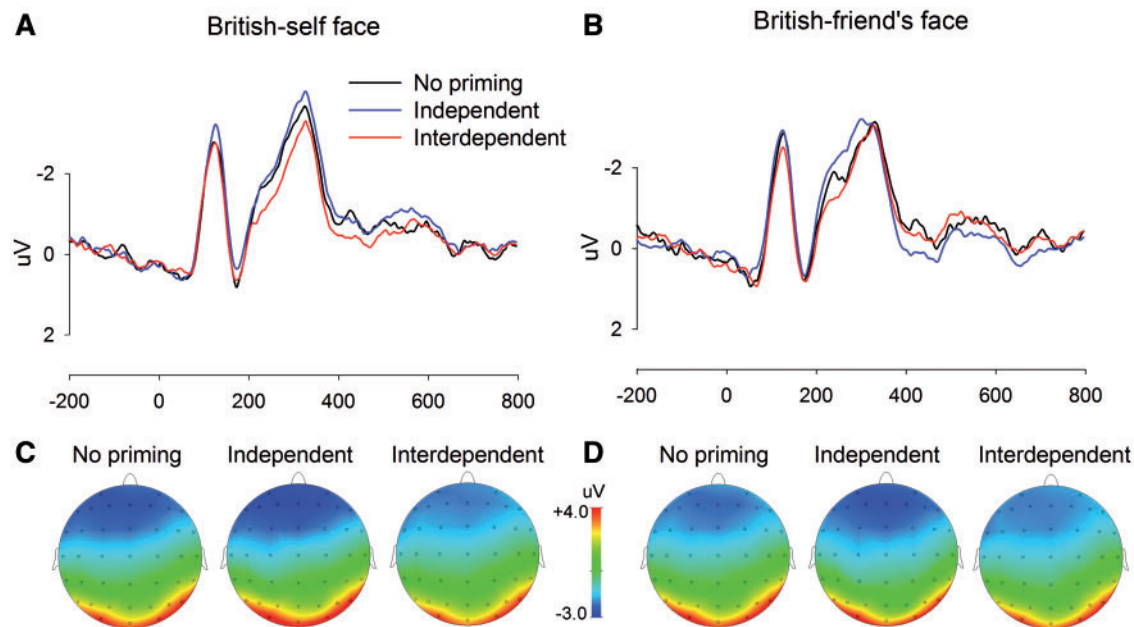 A
British-self face
No priming
Independent
Interdependent
-2
0
2
uV
-200 0 200 400 600 800
B
British-friend's face
-2
0
2
uV
-200 0 200 400 600 800
C
No priming Independent Interdependent
uV
+4.0
-3.0
D
No priming Independent Interdependent